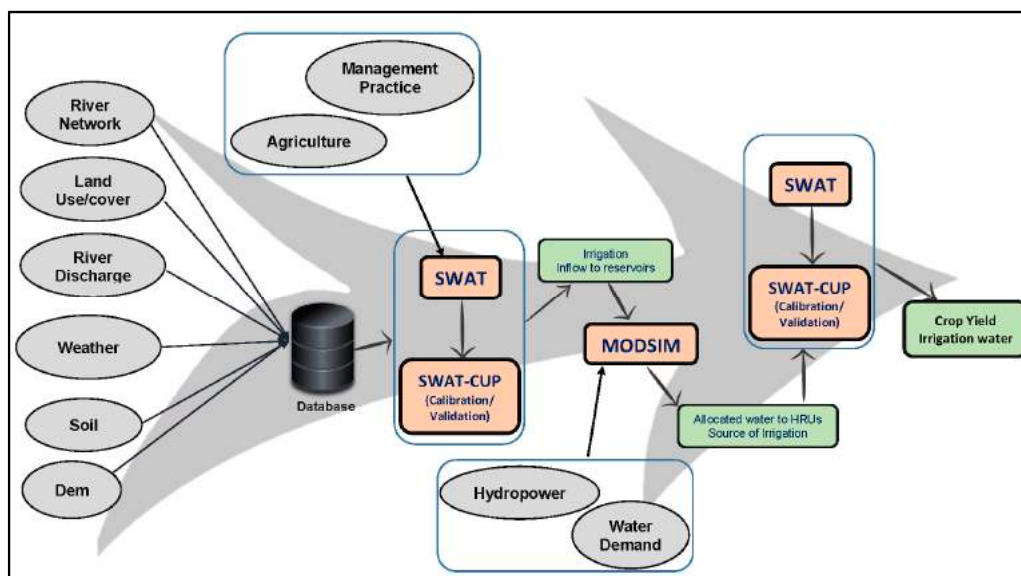 River
Network
Land
Use/cover
River
Discharge
Weather
Soil
Dem
Database
Management
Practice
Agriculture
SWAT
SWAT-CUP
(Calibration/
Validation)
Irrigation
Inflow to reservoirs
MODSIM
Hydropower
Water
Demand
Allocated water to HRUs
Source of Irrigation
SWAT
SWAT-CUP
(Calibration/
Validation)
Crop Yield
Irrigation water